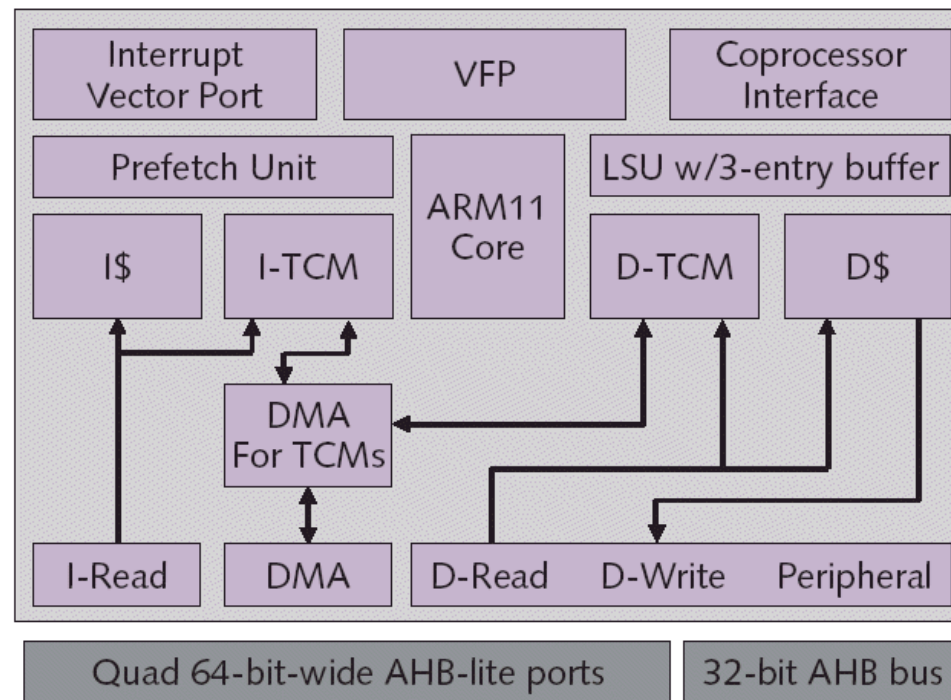 Interrupt
Vector Port
VFP
Coprocessor
Interface
Prefetch Unit
ARM11
Core
LSU w/3-entry buffer
I$
I-TCM
D-TCM
D$
DMA
For TCMs
I-Read
DMA
D-Read
D-Write
Peripheral
Quad 64-bit-wide AHB-lite ports
32-bit AHB bus